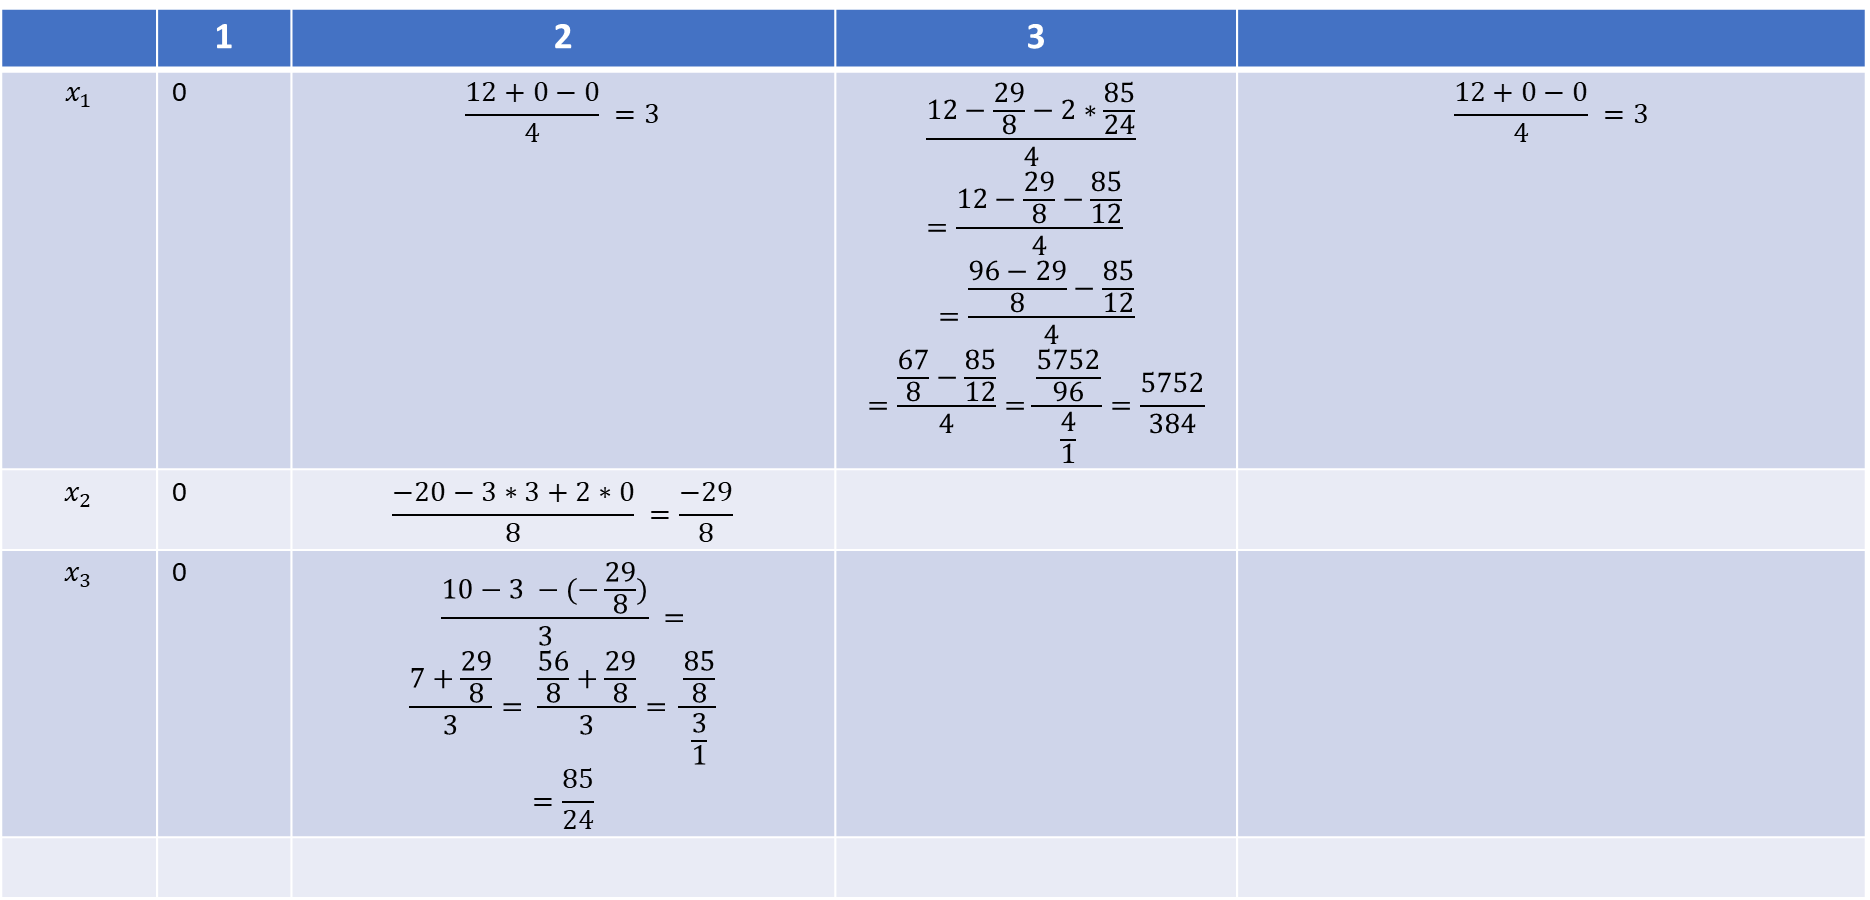 1 2 3
x₁ 0 (12 + 0 − 0)/4 = 3
(12 − 29/8 − 2 ∗ 85/24)/4
= (12 − 29/8 − 85/12)/4
= ((96 − 29)/8 − 85/12)/4
= (67/8 − 85/12)/4 = (5752/96)/(4/1) = 5752/384
(12 + 0 − 0)/4 = 3
x₂ 0 (−20 − 3 ∗ 3 + 2 ∗ 0)/8 = −29/8
x₃ 0 (10 − 3 − (−29/8))/3 =
(7 + 29/8)/3 = (56/8 + 29/8)/3 = (85/8)/(3/1)
= 85/24